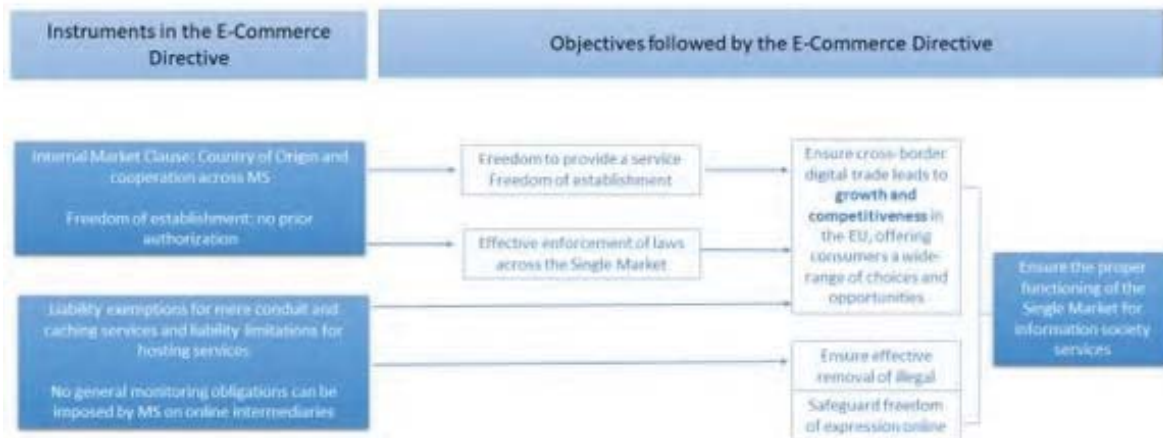 Instruments in the E-Commerce
Directive
Objectives followed by the E-Commerce Directive
Internal Market Clause: Country of Origin and
cooperation across MS
Freedom of establishment: no prior
authorization
Freedom to provide a service
Freedom of establishment
Effective enforcement of laws
across the Single Market
Ensure cross-border
digital trade leads to
growth and
competitiveness in
the EU, offering
consumers a wide-
range of choices and
opportunities
Liability exemptions for mere conduit and
caching services and liability limitations for
hosting services
No general monitoring obligations can be
imposed by MS on online intermediaries
Ensure effective
removal of illegal
Safeguard freedom
of expression online
Ensure the proper
functioning of the
Single Market for
information society
services